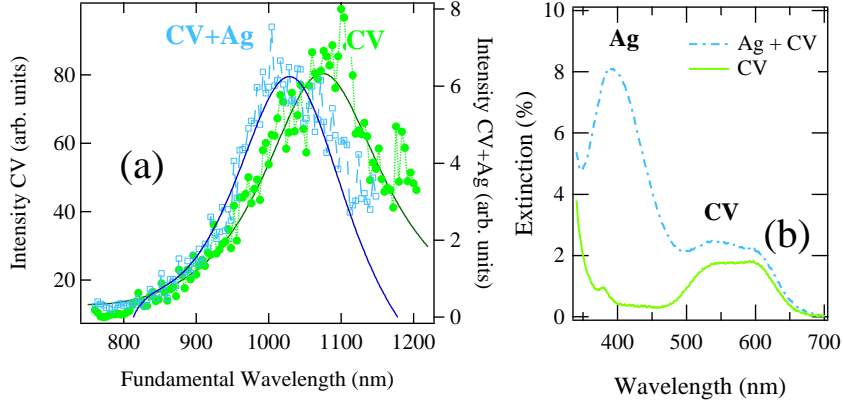 CV+Ag
CV
(a)
Intensity CV (arb. units)
80
60
40
20
8
6
4
2
0
Intensity CV+Ag (arb. units)
800
900
1000
1100
1200
Fundamental Wavelength (nm)
Ag
Ag + CV
CV
CV
(b)
Extinction (%)
10
8
6
4
2
0
400
500
600
700
Wavelength (nm)